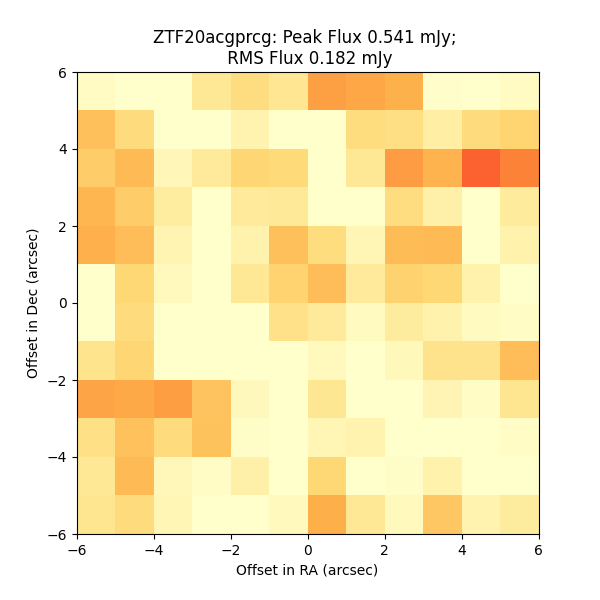 ZTF20acgprcg: Peak Flux 0.541 mJy;
RMS Flux 0.182 mJy
6
4
2
0
−2
−4
−6
Offset in Dec (arcsec)
−6 −4 −2 0 2 4 6
Offset in RA (arcsec)